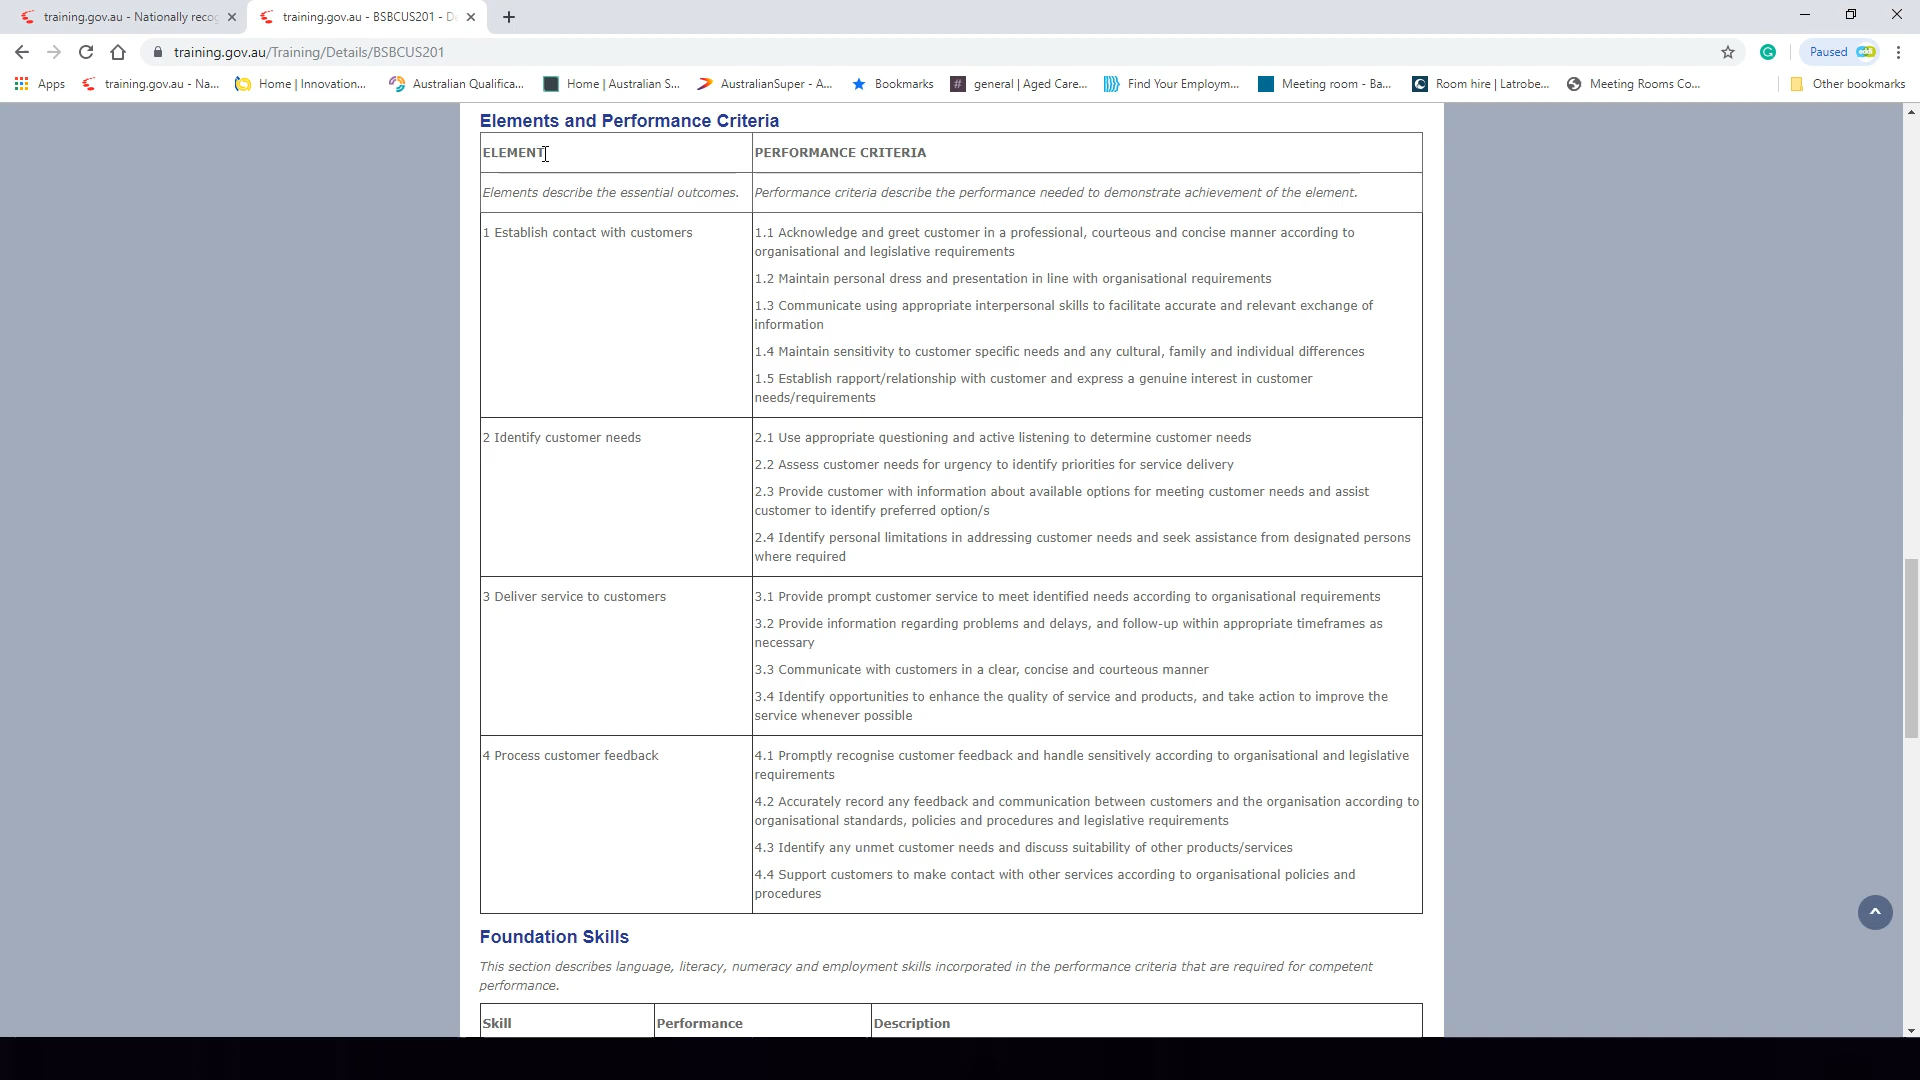 training.gov.au - Nationally reco
training.gov.au - BSBCUS201 - D
training.gov.au/Training/Details/BSBCUS201
Paused
Apps
training.gov.au - Na...
Home | Innovation...
Australian Qualifica...
Home | Australian S...
AustralianSuper - A...
Bookmarks
general | Aged Care...
Find Your Employm...
Meeting room - Ba...
Room hire | Latrobe...
Meeting Rooms Co...
Other bookmarks
Elements and Performance Criteria
ELEMENT
PERFORMANCE CRITERIA
Elements describe the essential outcomes.
Performance criteria describe the performance needed to demonstrate achievement of the element.
1 Establish contact with customers
1.1 Acknowledge and greet customer in a professional, courteous and concise manner according to
organisational and legislative requirements
1.2 Maintain personal dress and presentation in line with organisational requirements
1.3 Communicate using appropriate interpersonal skills to facilitate accurate and relevant exchange of
information
1.4 Maintain sensitivity to customer specific needs and any cultural, family and individual differences
1.5 Establish rapport/relationship with customer and express a genuine interest in customer
needs/requirements
2 Identify customer needs
2.1 Use appropriate questioning and active listening to determine customer needs
2.2 Assess customer needs for urgency to identify priorities for service delivery
2.3 Provide customer with information about available options for meeting customer needs and assist
customer to identify preferred option/s
2.4 Identify personal limitations in addressing customer needs and seek assistance from designated persons
where required
3 Deliver service to customers
3.1 Provide prompt customer service to meet identified needs according to organisational requirements
3.2 Provide information regarding problems and delays, and follow-up within appropriate timeframes as
necessary
3.3 Communicate with customers in a clear, concise and courteous manner
3.4 Identify opportunities to enhance the quality of service and products, and take action to improve the
service whenever possible
4 Process customer feedback
4.1 Promptly recognise customer feedback and handle sensitively according to organisational and legislative
requirements
4.2 Accurately record any feedback and communication between customers and the organisation according to
organisational standards, policies and procedures and legislative requirements
4.3 Identify any unmet customer needs and discuss suitability of other products/services
4.4 Support customers to make contact with other services according to organisational policies and
procedures
Foundation Skills
This section describes language, literacy, numeracy and employment skills incorporated in the performance criteria that are required for competent
performance.
Skill
Performance
Description